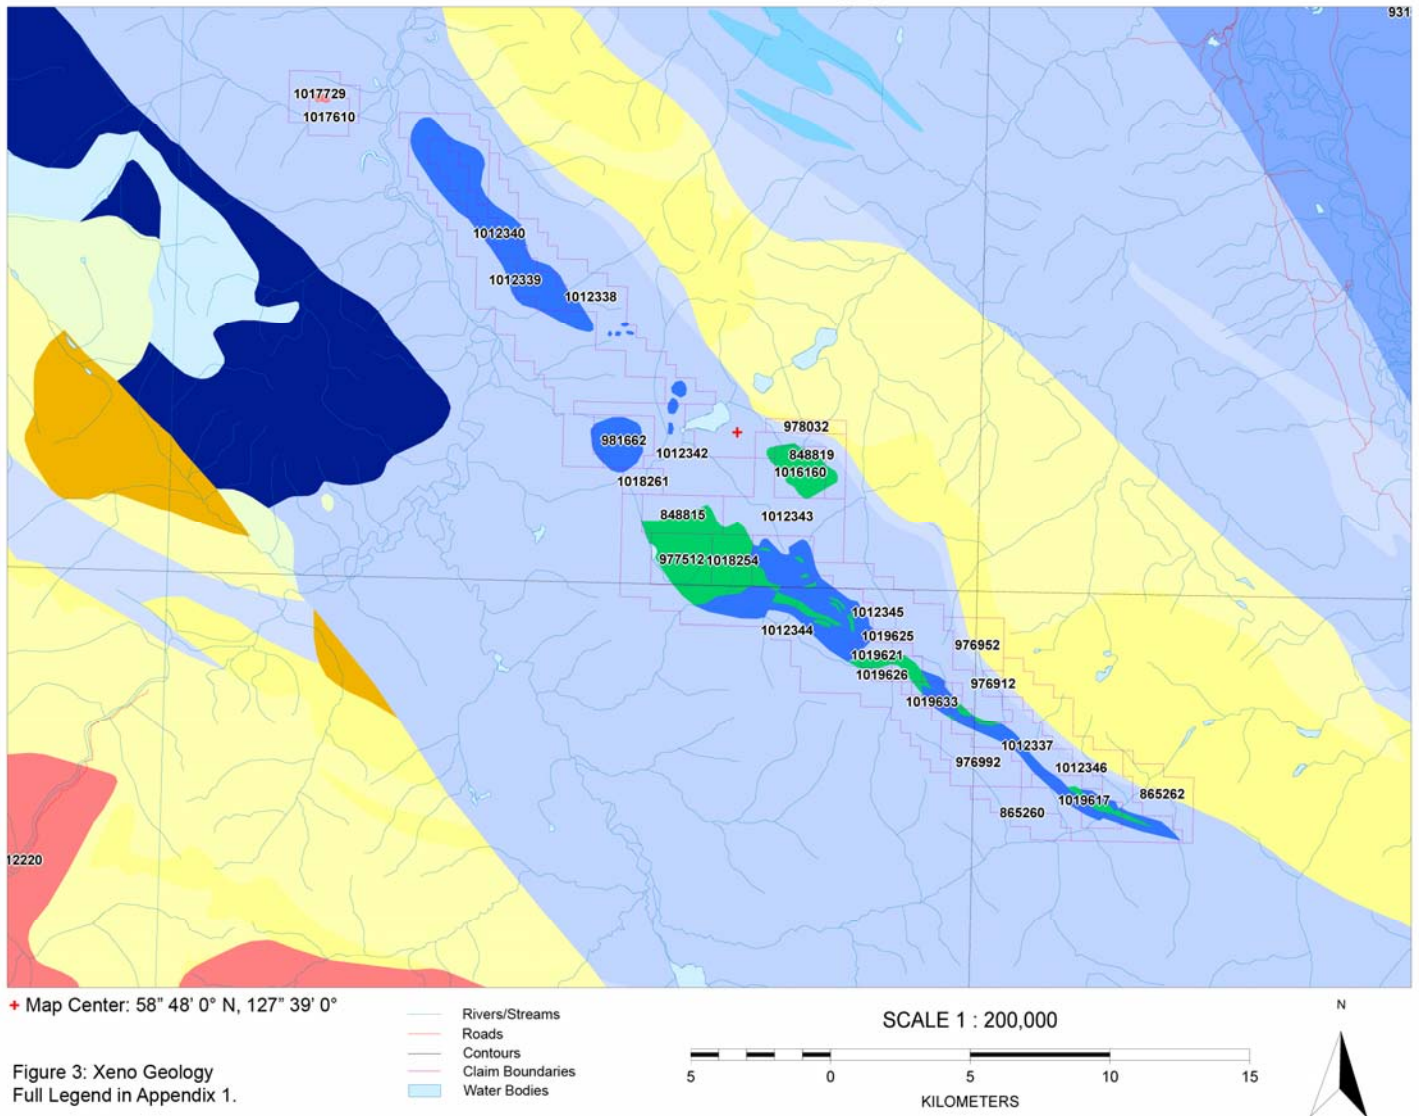 931
1017729
1017610
1012340
1012339
1012338
978032
981662
1012342
848819
1016160
1018261
848815
1012343
977512 1018254
1012345
1012344
1019625
976952
1019621
1019626
976912
1019633
1012337
976992
1012346
865262
1019617
865260
12220
+ Map Center: 58" 48' 0° N, 127" 39' 0°
Rivers/Streams
Roads
Contours
Claim Boundaries
Water Bodies
Figure 3: Xeno Geology
Full Legend in Appendix 1.
SCALE 1 : 200,000
5 0 5 10 15
KILOMETERS
N